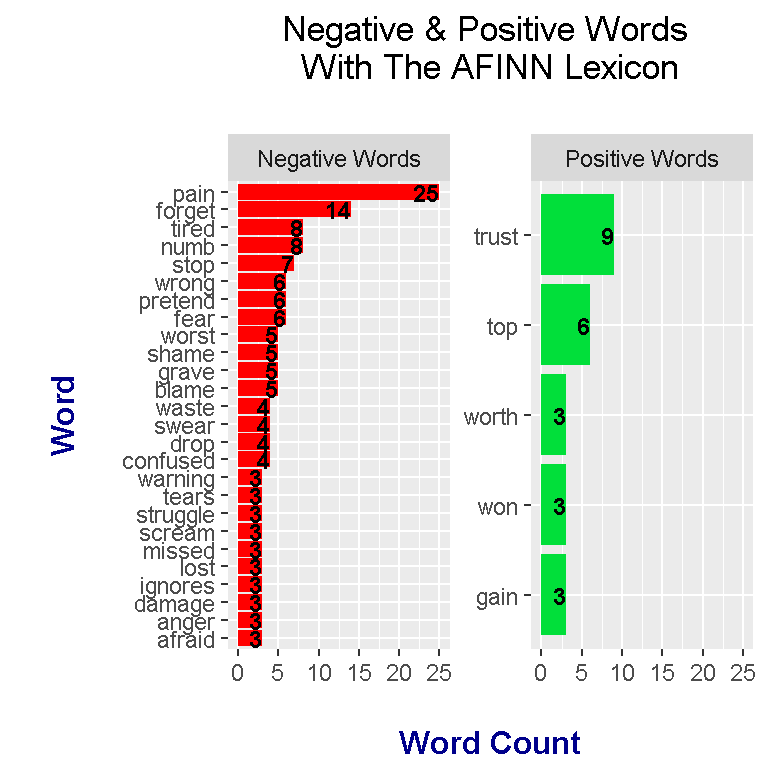 Negative & Positive Words
With The AFINN Lexicon
Negative Words
Positive Words
Word
pain 25
forget 14
tired 8
numb 8
stop 7
wrong 6
pretend 6
fear 6
worst 5
shame 5
grave 5
blame 5
waste 4
swear 4
drop 4
confused 4
warning 3
tears 3
struggle 3
scream 3
missed 3
lost 3
ignores 3
damage 3
anger 3
afraid 3
0 5 10 15 20 25
trust 9
top 6
worth 3
won 3
gain 3
0 5 10 15 20 25
Word Count